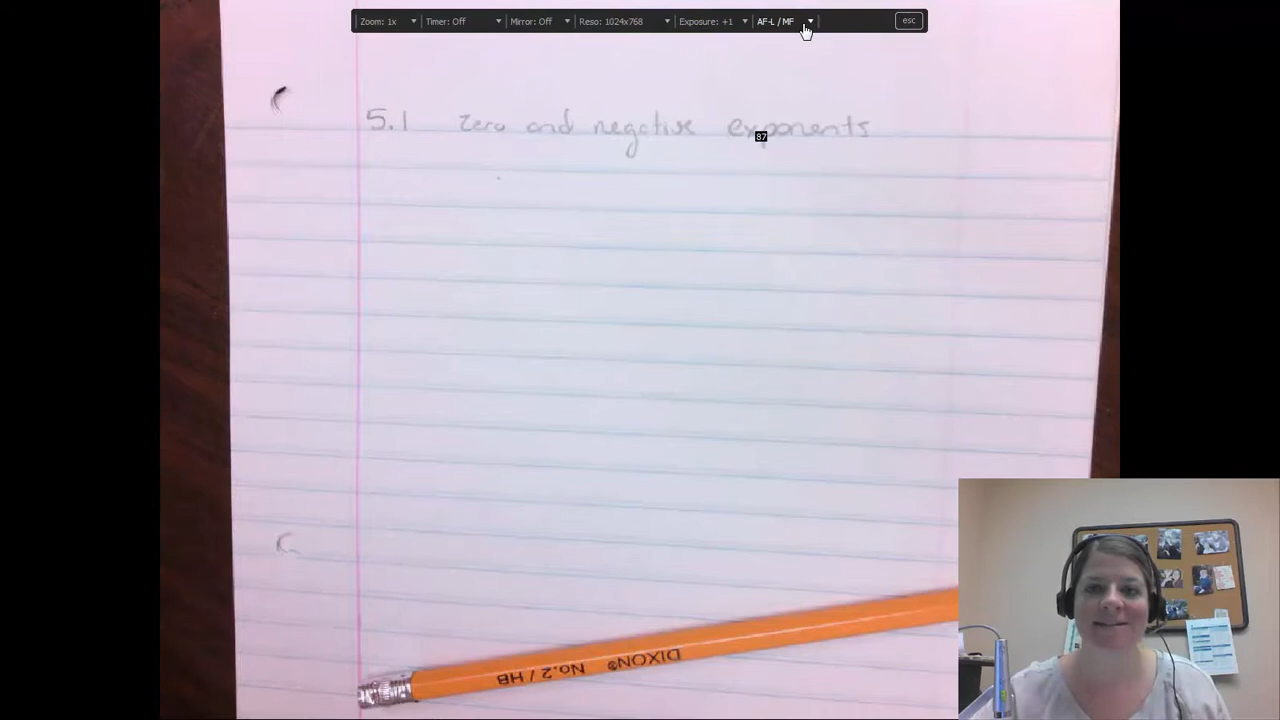 Zoom: 1x Timer: Off Mirror: Off Reso: 1024x768 Exposure: +1 AF-L / MF esc
5.1 zero and negative exponents
87
DIXON® No.2 / HB